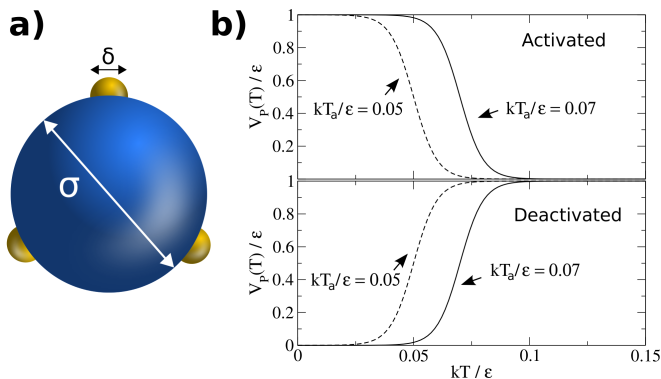 a)
δ
σ
b)
1
0.8
0.6
0.4
0.2
V_P(T) / ε
Activated
kT_a/ε = 0.05
kT_a/ε = 0.07
1
0.8
0.6
0.4
0.2
0
V_P(T) / ε
Deactivated
kT_a/ε = 0.05
kT_a/ε = 0.07
0
0.05
0.1
0.15
kT / ε